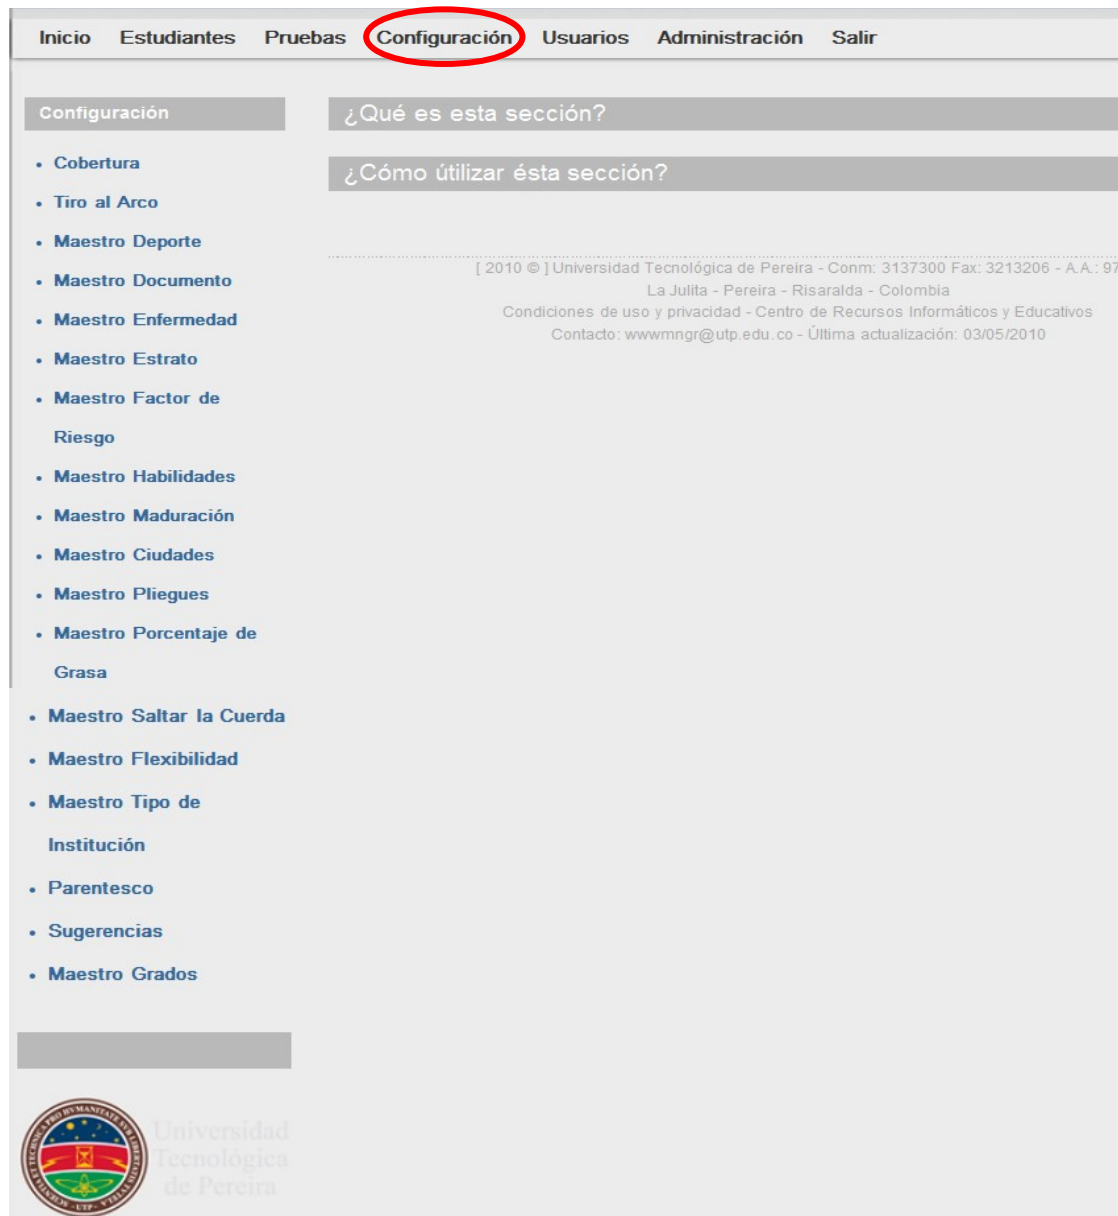 Inicio Estudiantes Pruebas Configuración Usuarios Administración Salir
Configuración
• Cobertura
• Tiro al Arco
• Maestro Deporte
• Maestro Documento
• Maestro Enfermedad
• Maestro Estrato
• Maestro Factor de
Riesgo
• Maestro Habilidades
• Maestro Maduración
• Maestro Ciudades
• Maestro Pliegues
• Maestro Porcentaje de
Grasa
• Maestro Saltar la Cuerda
• Maestro Flexibilidad
• Maestro Tipo de
Institución
• Parentesco
• Sugerencias
• Maestro Grados
¿Qué es esta sección?
¿Cómo útilizar ésta sección?
[ 2010 © ] Universidad Tecnológica de Pereira - Conm: 3137300 Fax: 3213206 - A.A.: 97
La Julita - Pereira - Risaralda - Colombia
Condiciones de uso y privacidad - Centro de Recursos Informáticos y Educativos
Contacto: wwwmngr@utp.edu.co - Última actualización: 03/05/2010
Universidad
Tecnológica
de Pereira